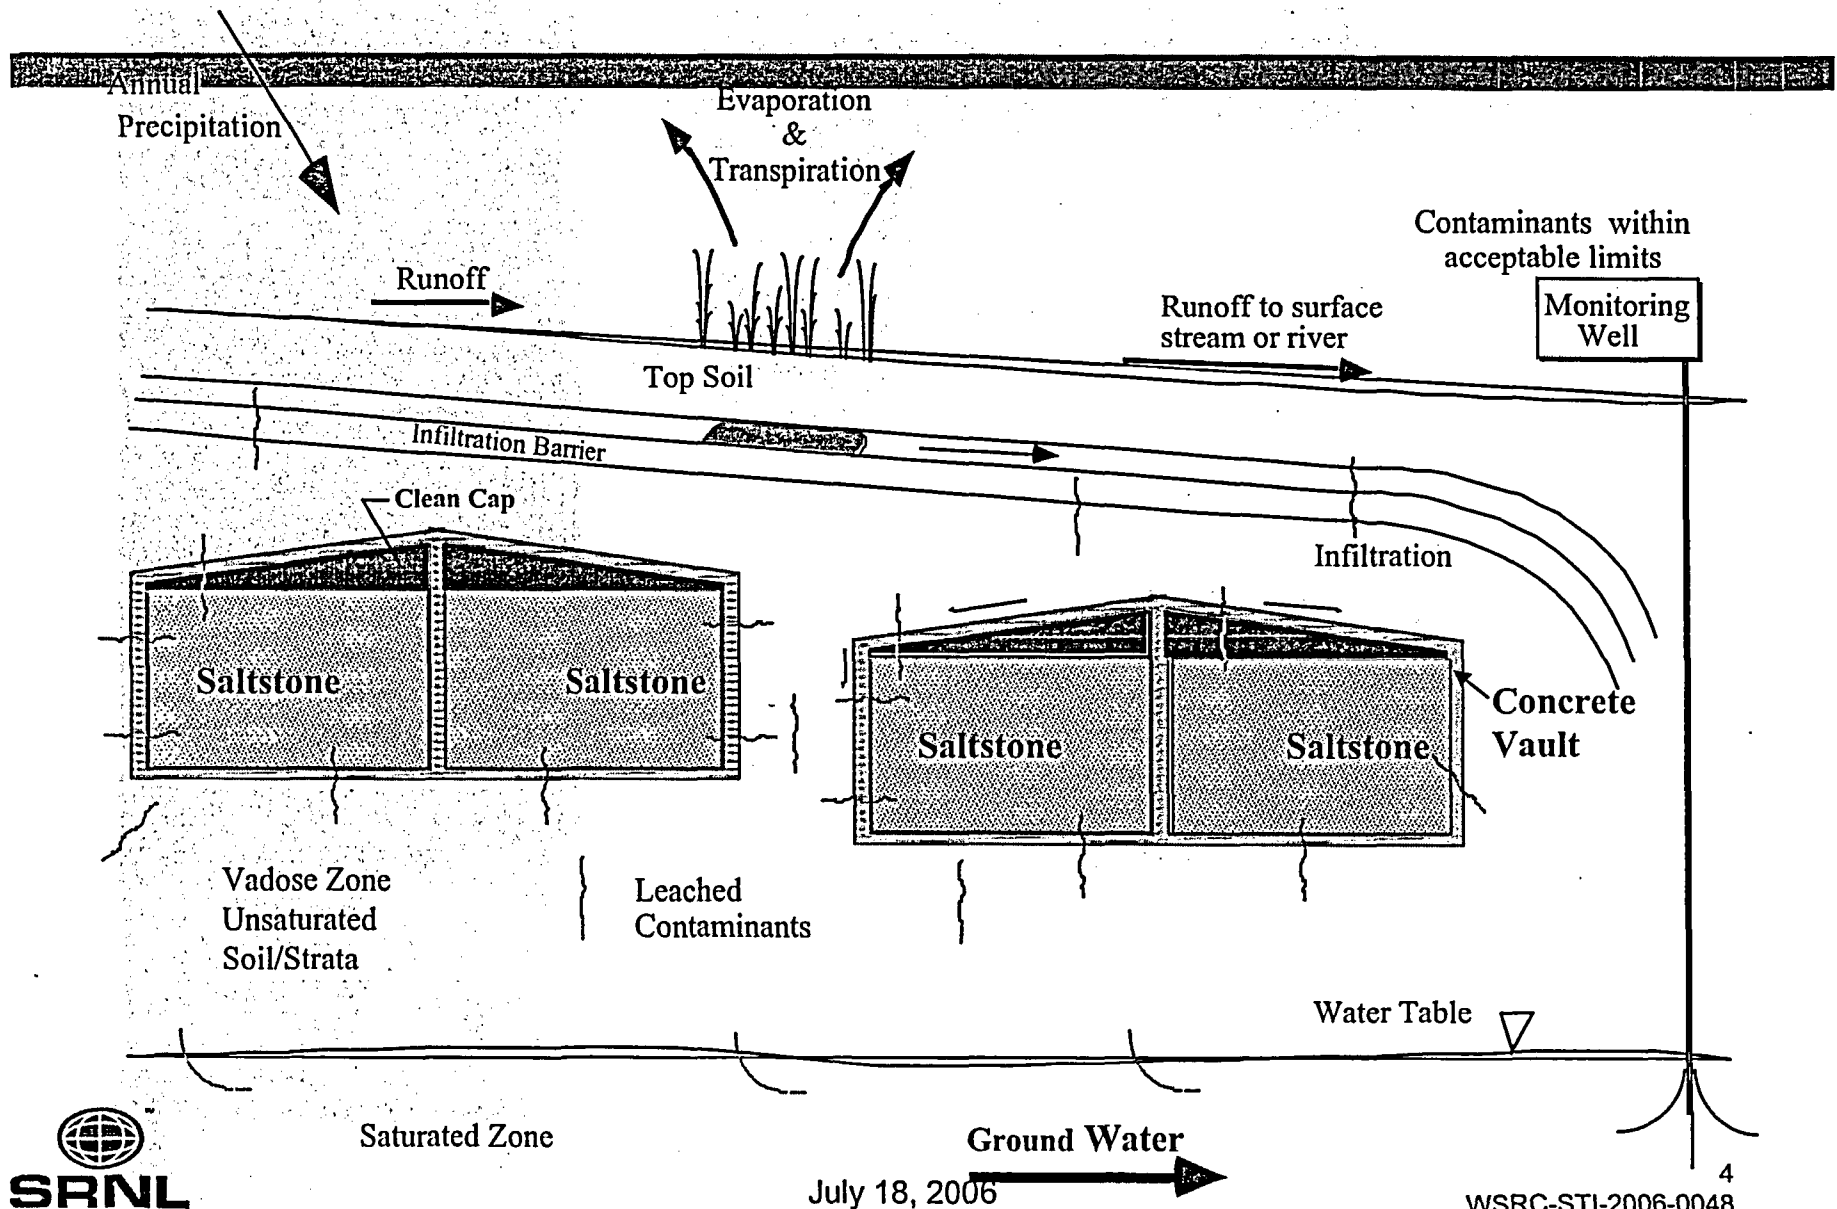 Annual
Precipitation
Evaporation
&
Transpiration
Contaminants within
acceptable limits
Monitoring
Well
Runoff
Runoff to surface
stream or river
Top Soil
Infiltration Barrier
Clean Cap
Infiltration
Saltstone
Saltstone
Saltstone
Saltstone
Concrete
Vault
Vadose Zone
Unsaturated
Soil/Strata
Leached
Contaminants
Water Table
Saturated Zone
Ground Water
SRNL
July 18, 2006
4
WSRC-STI-2006-0048